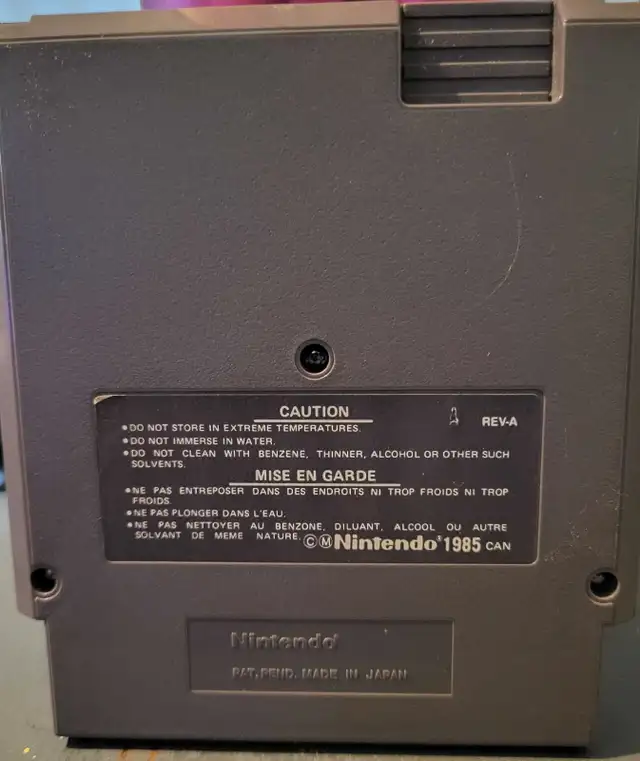 CAUTION
REV-A
•DO NOT STORE IN EXTREME TEMPERATURES.
•DO NOT IMMERSE IN WATER.
•DO NOT CLEAN WITH BENZENE, THINNER, ALCOHOL OR OTHER SUCH
SOLVENTS.
MISE EN GARDE
•NE PAS ENTREPOSER DANS DES ENDROITS NI TROP FROIDS NI TROP
FROIDS.
•NE PAS PLONGER DANS L'EAU.
•NE PAS NETTOYER AU BENZINE, DILUANT, ALCOOL OU AUTRE
SOLVANT DE MEME NATURE.
©Ⓜ Nintendo® 1985 CAN
Nintendo®
PAT. PEND. MADE IN JAPAN